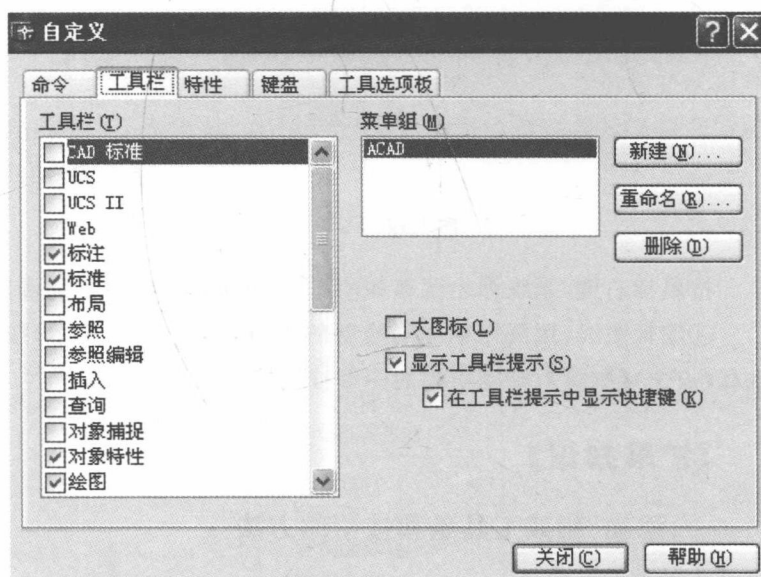 自定义
命令 工具栏 特性 键盘 工具选项板
工具栏(T)
CAD 标准
UCS
UCS II
Web
标注
标准
布局
参照
参照编辑
插入
查询
对象捕捉
对象特性
绘图
菜单组(M)
ACAD
新建(N)...
重命名(R)...
删除(D)
大图标(L)
显示工具栏提示(S)
在工具栏提示中显示快捷键(K)
关闭(C) 帮助(H)